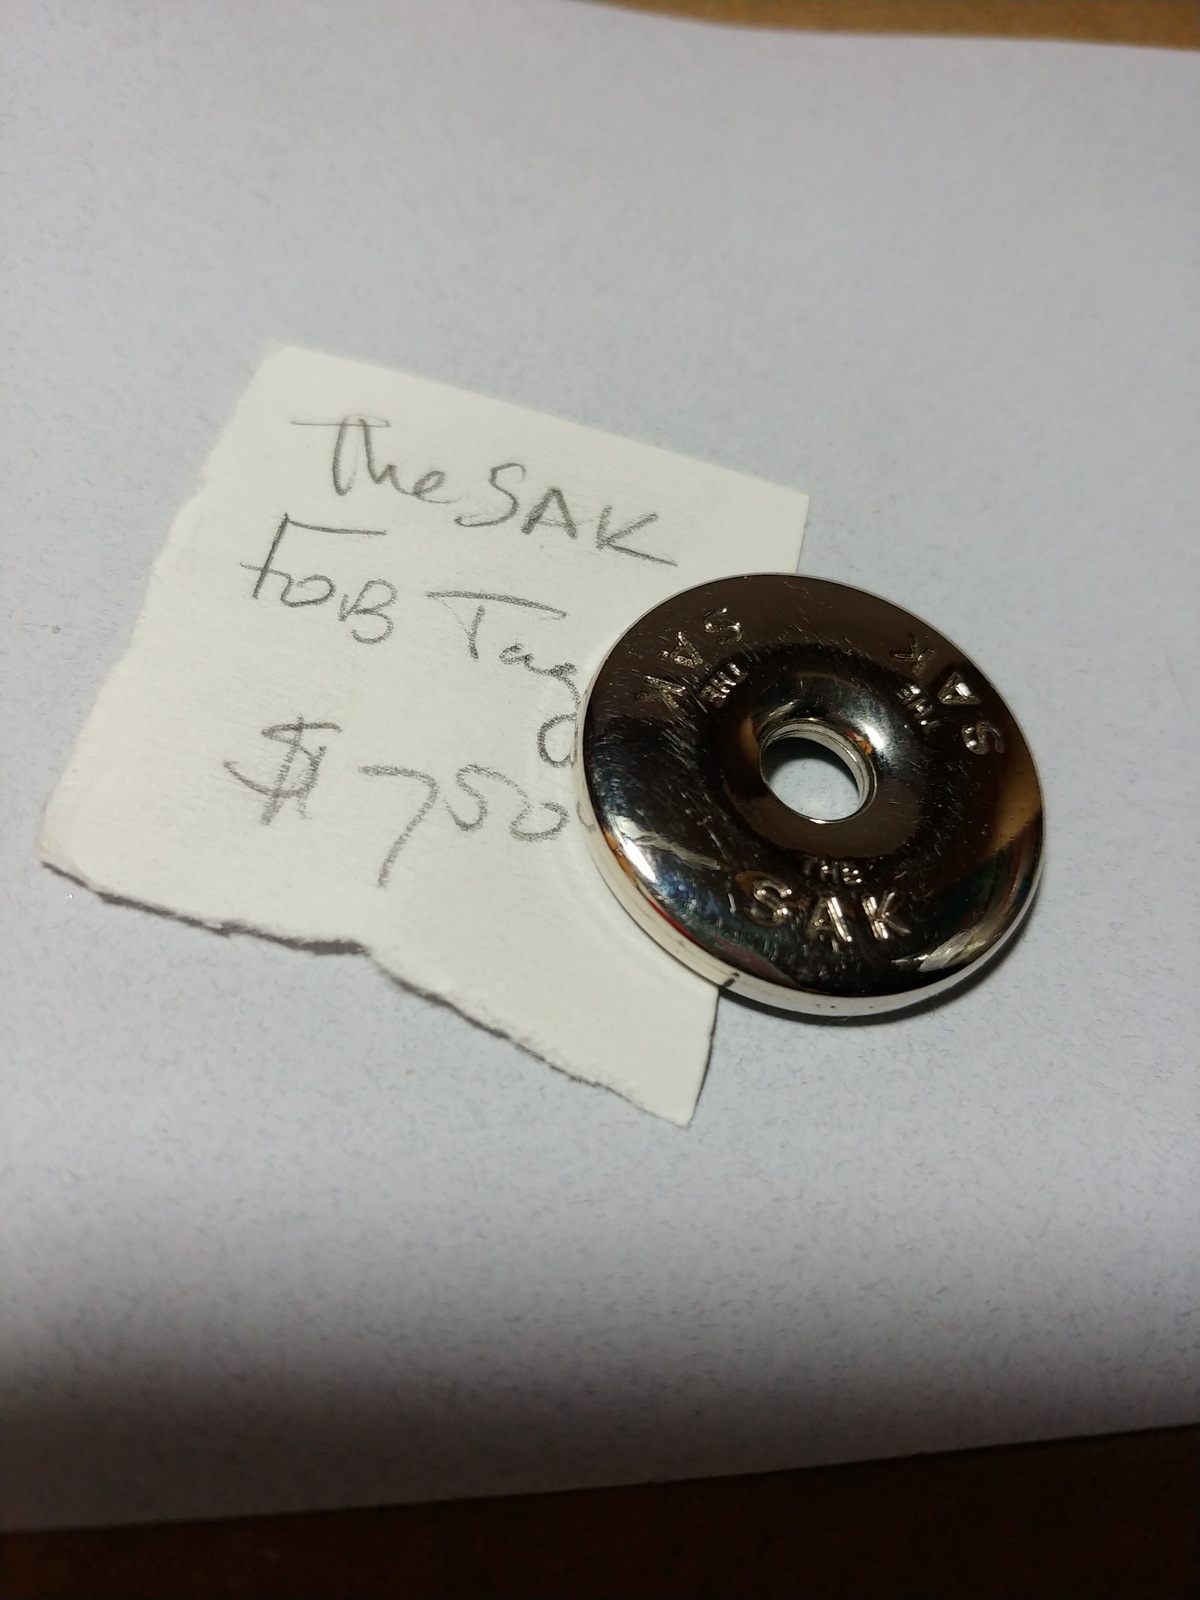 The SAK
FOB Tag
$ 750
THE
SAK
THE
SAK
THE
SAK